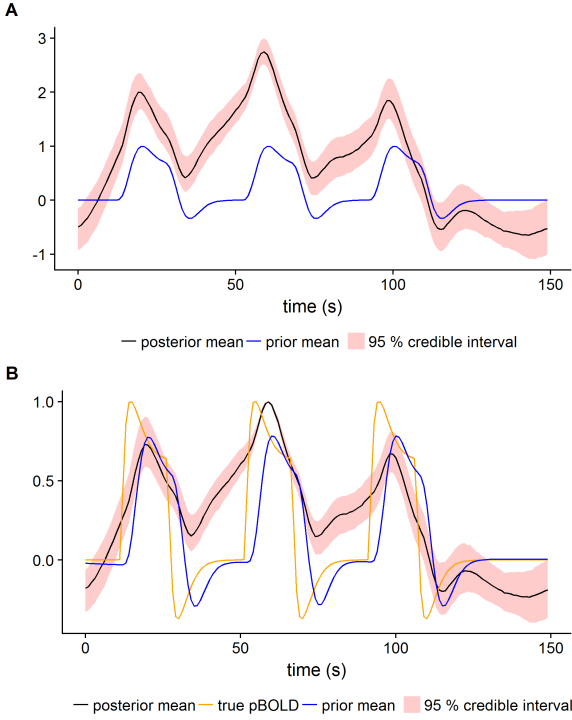 A
3
2
1
0
-1
0 50 100 150
time (s)
posterior mean prior mean 95 % credible interval
B
1.0
0.5
0.0
0 50 100 150
time (s)
posterior mean true pBOLD prior mean 95 % credible interval